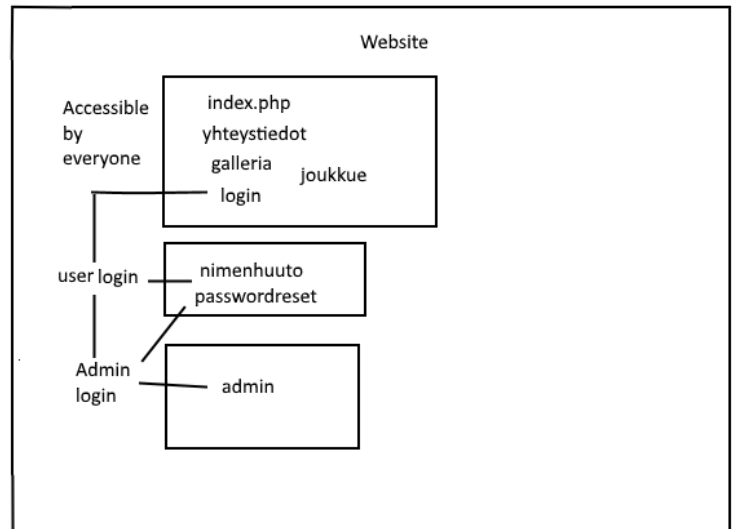 Website
Accessible
by
everyone
index.php
yhteystiedot
galleria
joukkue
login
user login
nimenhuuto
passwordreset
Admin
login
admin